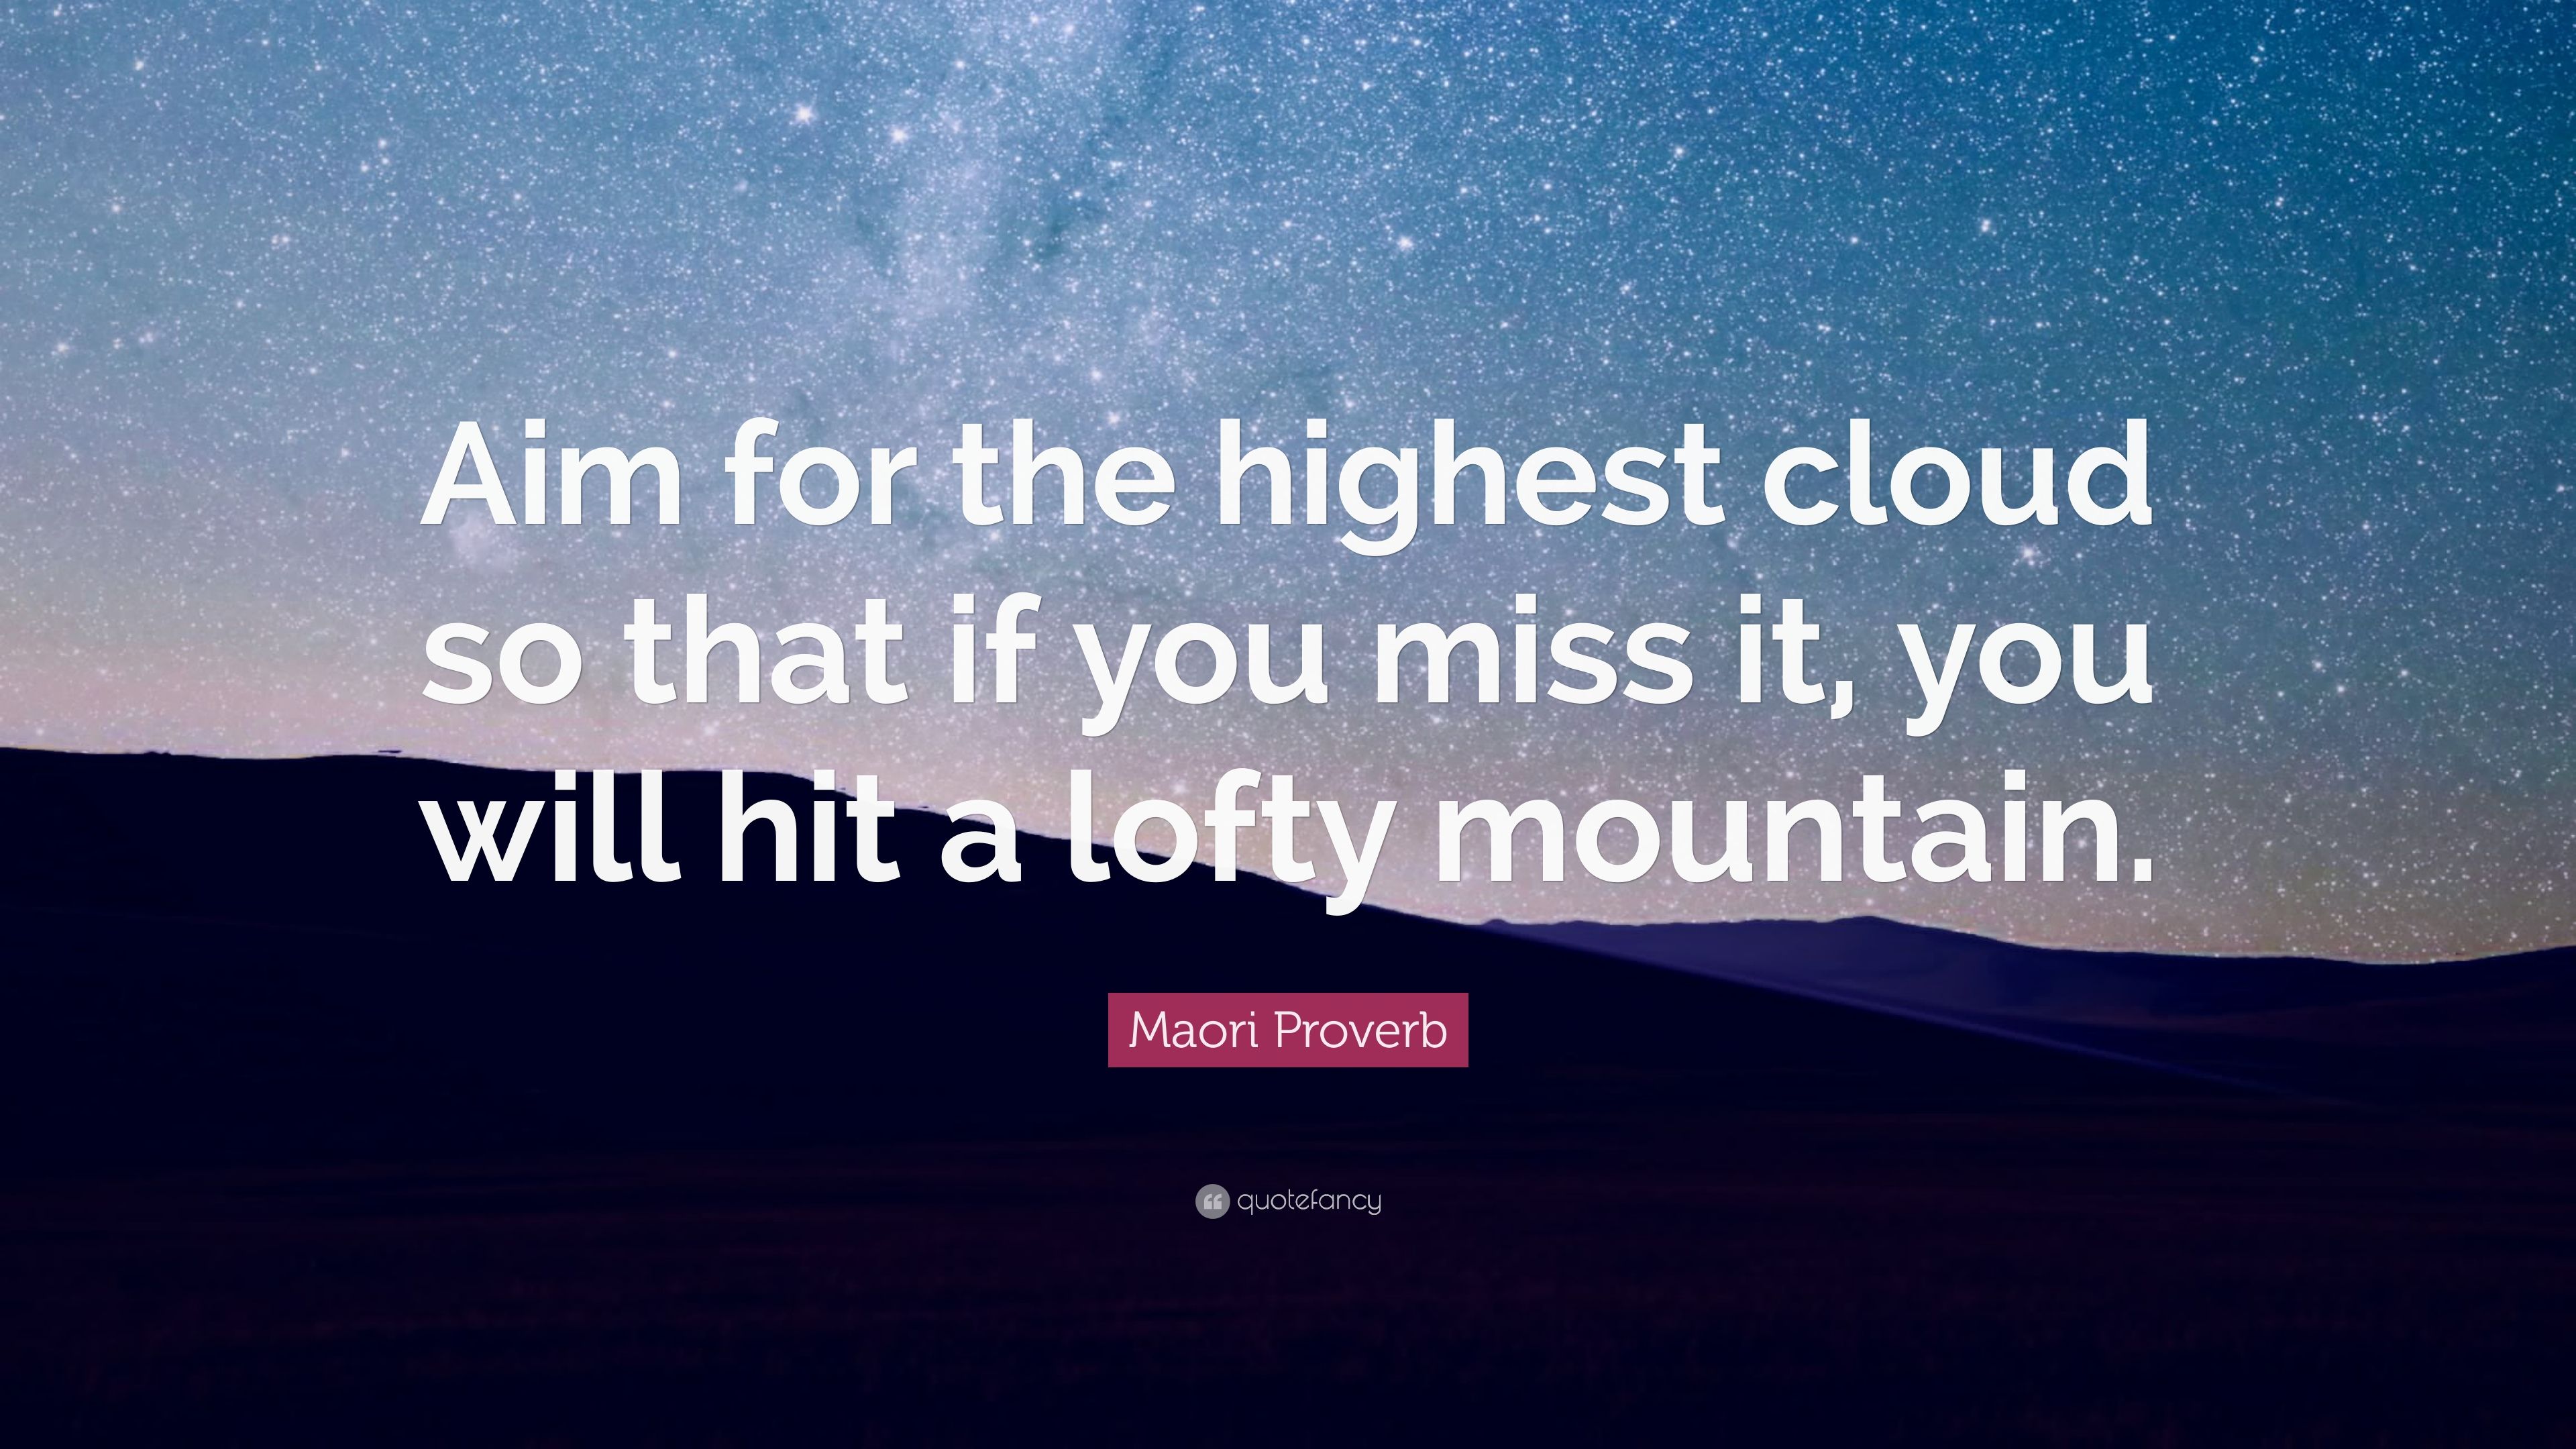 Aim for the highest cloud
so that if you miss it, you
will hit a lofty mountain.
Maori Proverb
quotefancy